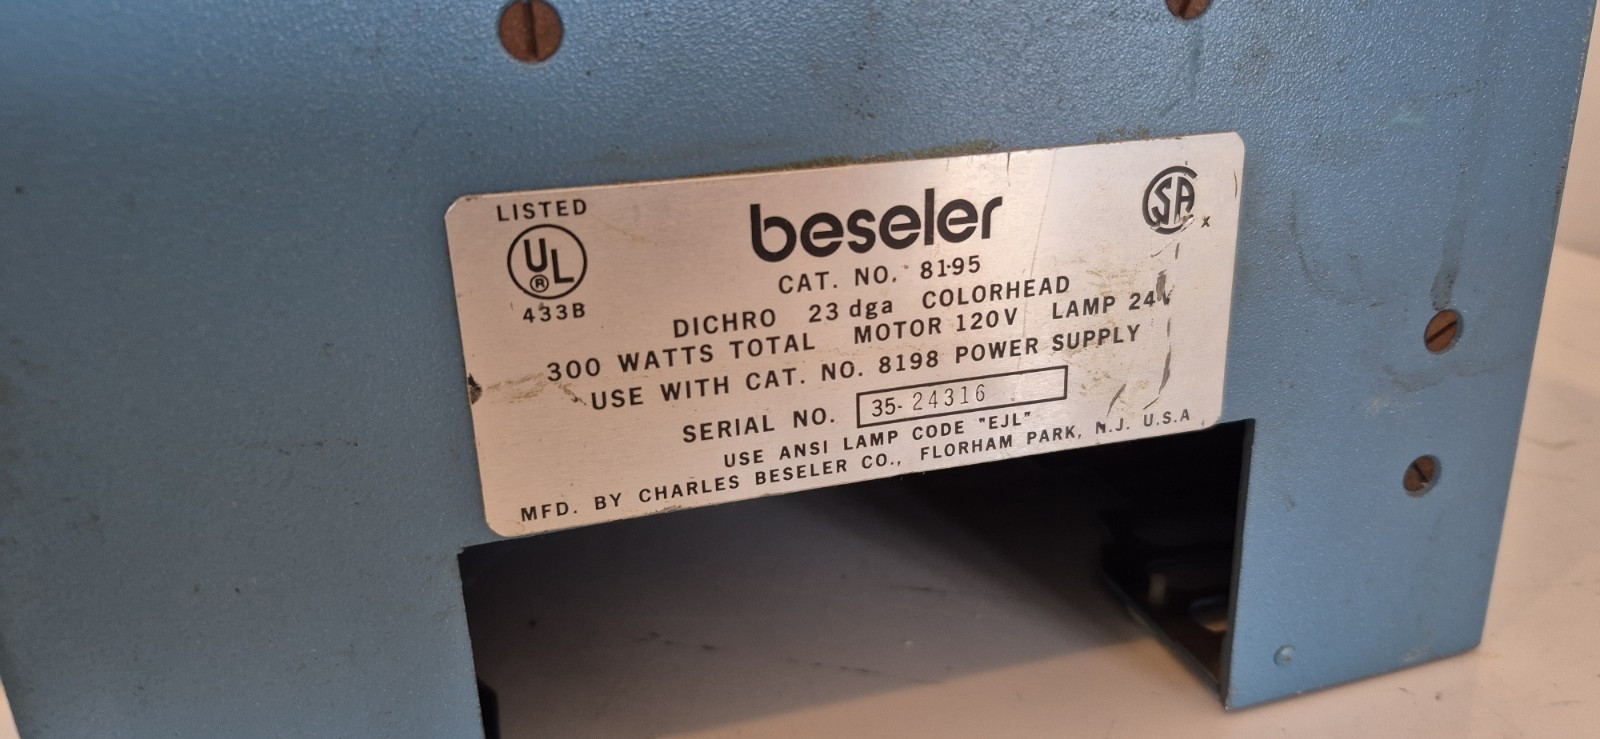 LISTED
UL
®
433B
beseler
SA
x
CAT. NO. 8195
DICHRO 23 dga COLORHEAD
300 WATTS TOTAL MOTOR 120V LAMP 24V
USE WITH CAT. NO. 8198 POWER SUPPLY
SERIAL NO. 35-24316
USE ANSI LAMP CODE "EJL"
MFD. BY CHARLES BESELER CO., FLORHAM PARK, N.J. U.S.A